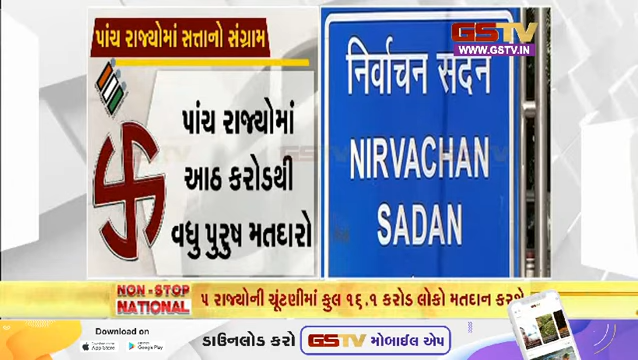 પાંચ રાજ્યોમાં સત્તાનો સંગ્રામ
GSTV
WWW.GSTV.IN
પાંચ રાજ્યોમાં
આઠ કરોડથી
વધુ પુરુષ મતદારો
निर्वाचन सदन
NIRVACHAN
SADAN
NON-STOP
NATIONAL
૫ રાજ્યોની ચૂંટણીમાં કુલ ૧૬.૧ કરોડ લોકો મતદાન કરશે
Download on
App Store
Google Play
ડાઉનલોડ કરો GSTV મોબાઈલ એપ